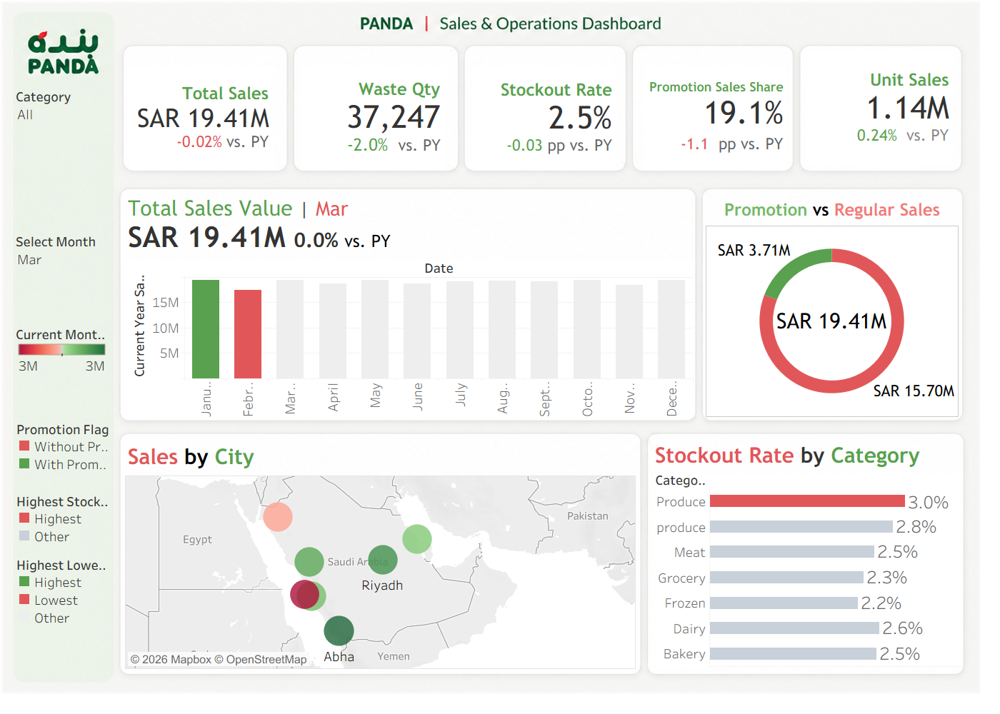 PANDA | Sales & Operations Dashboard
بنده
PANDA
Category
All
Select Month
Mar
Current Mont..
3M 3M
Promotion Flag
Without Pr..
With Prom..
Highest Stock..
Highest
Other
Highest Lowe..
Highest
Lowest
Other
Total Sales
SAR 19.41M
-0.02% vs. PY
Waste Qty
37,247
-2.0% vs. PY
Stockout Rate
2.5%
-0.03 pp vs. PY
Promotion Sales Share
19.1%
-1.1 pp vs. PY
Unit Sales
1.14M
0.24% vs. PY
Total Sales Value | Mar
SAR 19.41M 0.0% vs. PY
Date
Current Year Sa..
15M
10M
5M
Janu..
Febr..
Mar..
April
May
June
July
Aug..
Sept..
Octo..
Nov..
Dece..
Promotion vs Regular Sales
SAR 3.71M
SAR 19.41M
SAR 15.70M
Sales by City
Egypt
Saudi Arabia
Riyadh
Pakistan
Abha
Yemen
© 2026 Mapbox © OpenStreetMap
Stockout Rate by Category
Catego..
Produce 3.0%
produce 2.8%
Meat 2.5%
Grocery 2.3%
Frozen 2.2%
Dairy 2.6%
Bakery 2.5%